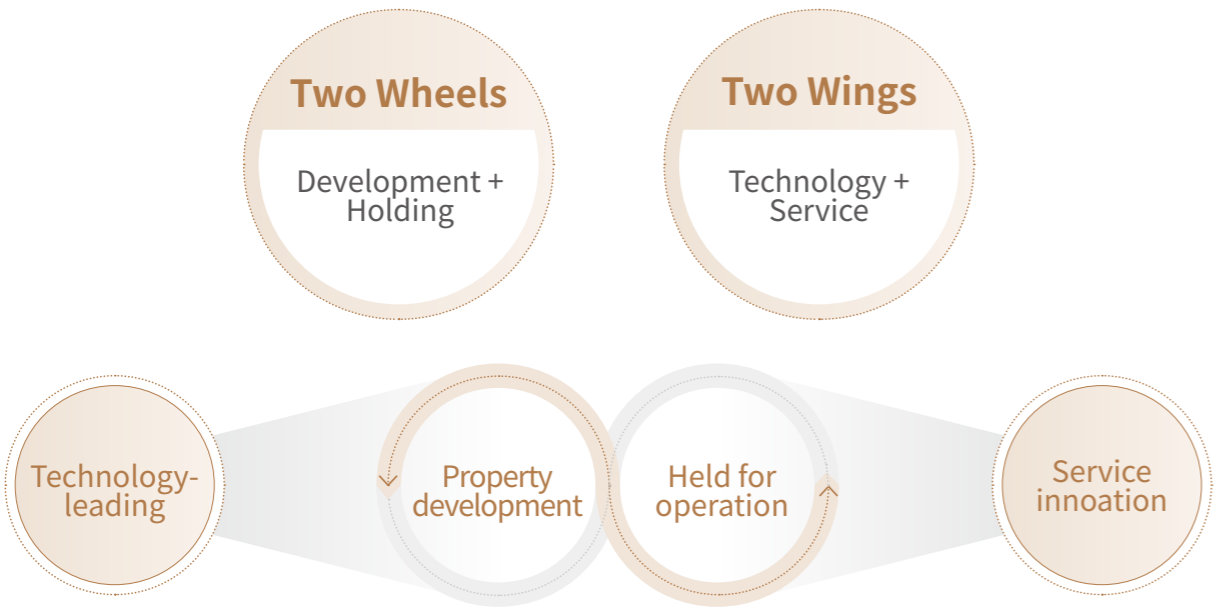 Two Wheels
Development +
Holding
Two Wings
Technology +
Service
Technology-
leading
Property
development
Held for
operation
Service
innoation